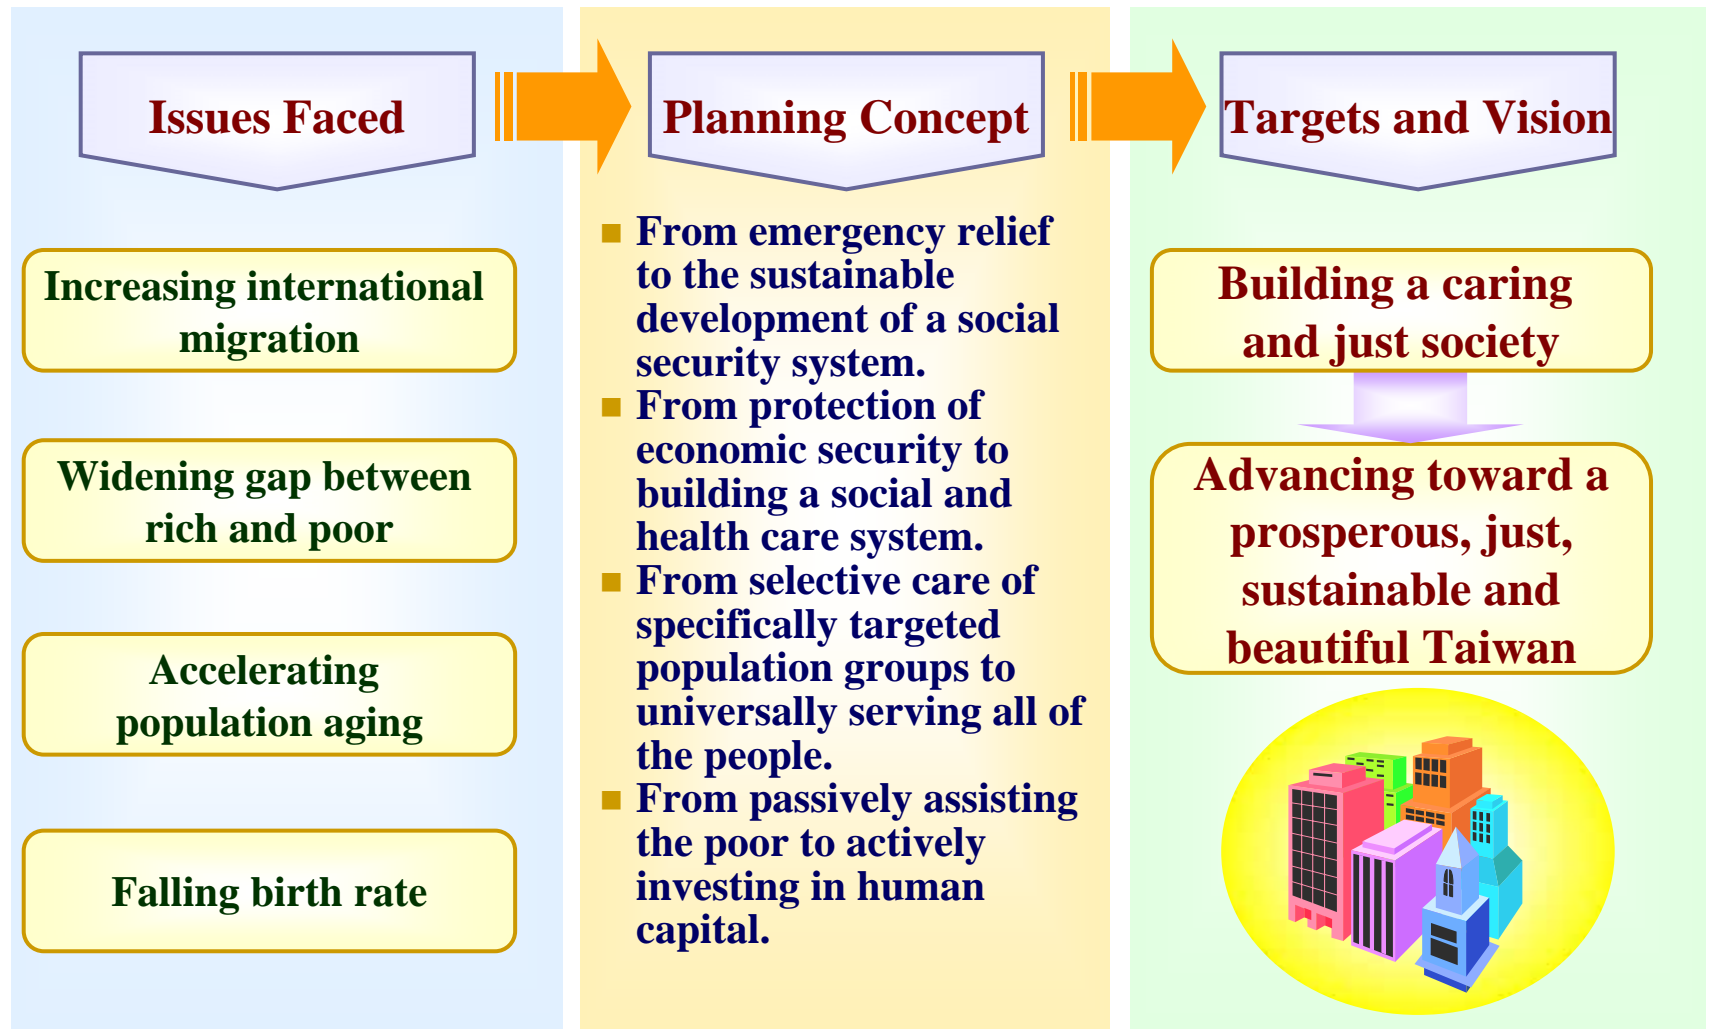 Issues Faced
Increasing international
migration
Widening gap between
rich and poor
Accelerating
population aging
Falling birth rate
Planning Concept
From emergency relief
to the sustainable
development of a social
security system.
From protection of
economic security to
building a social and
health care system.
From selective care of
specifically targeted
population groups to
universally serving all of
the people.
From passively assisting
the poor to actively
investing in human
capital.
Targets and Vision
Building a caring
and just society
Advancing toward a
prosperous, just,
sustainable and
beautiful Taiwan